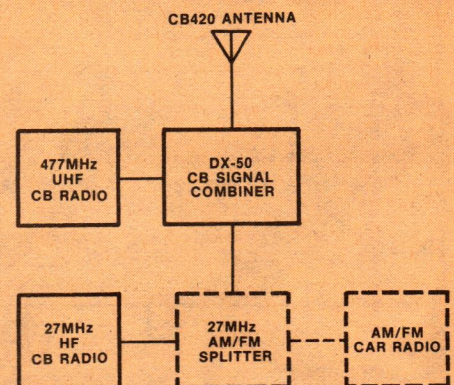 CB420 ANTENNA
477MHz
UHF
CB RADIO
DX-50
CB SIGNAL
COMBINER
27MHz
HF
CB RADIO
27MHz
AM/FM
SPLITTER
AM/FM
CAR RADIO